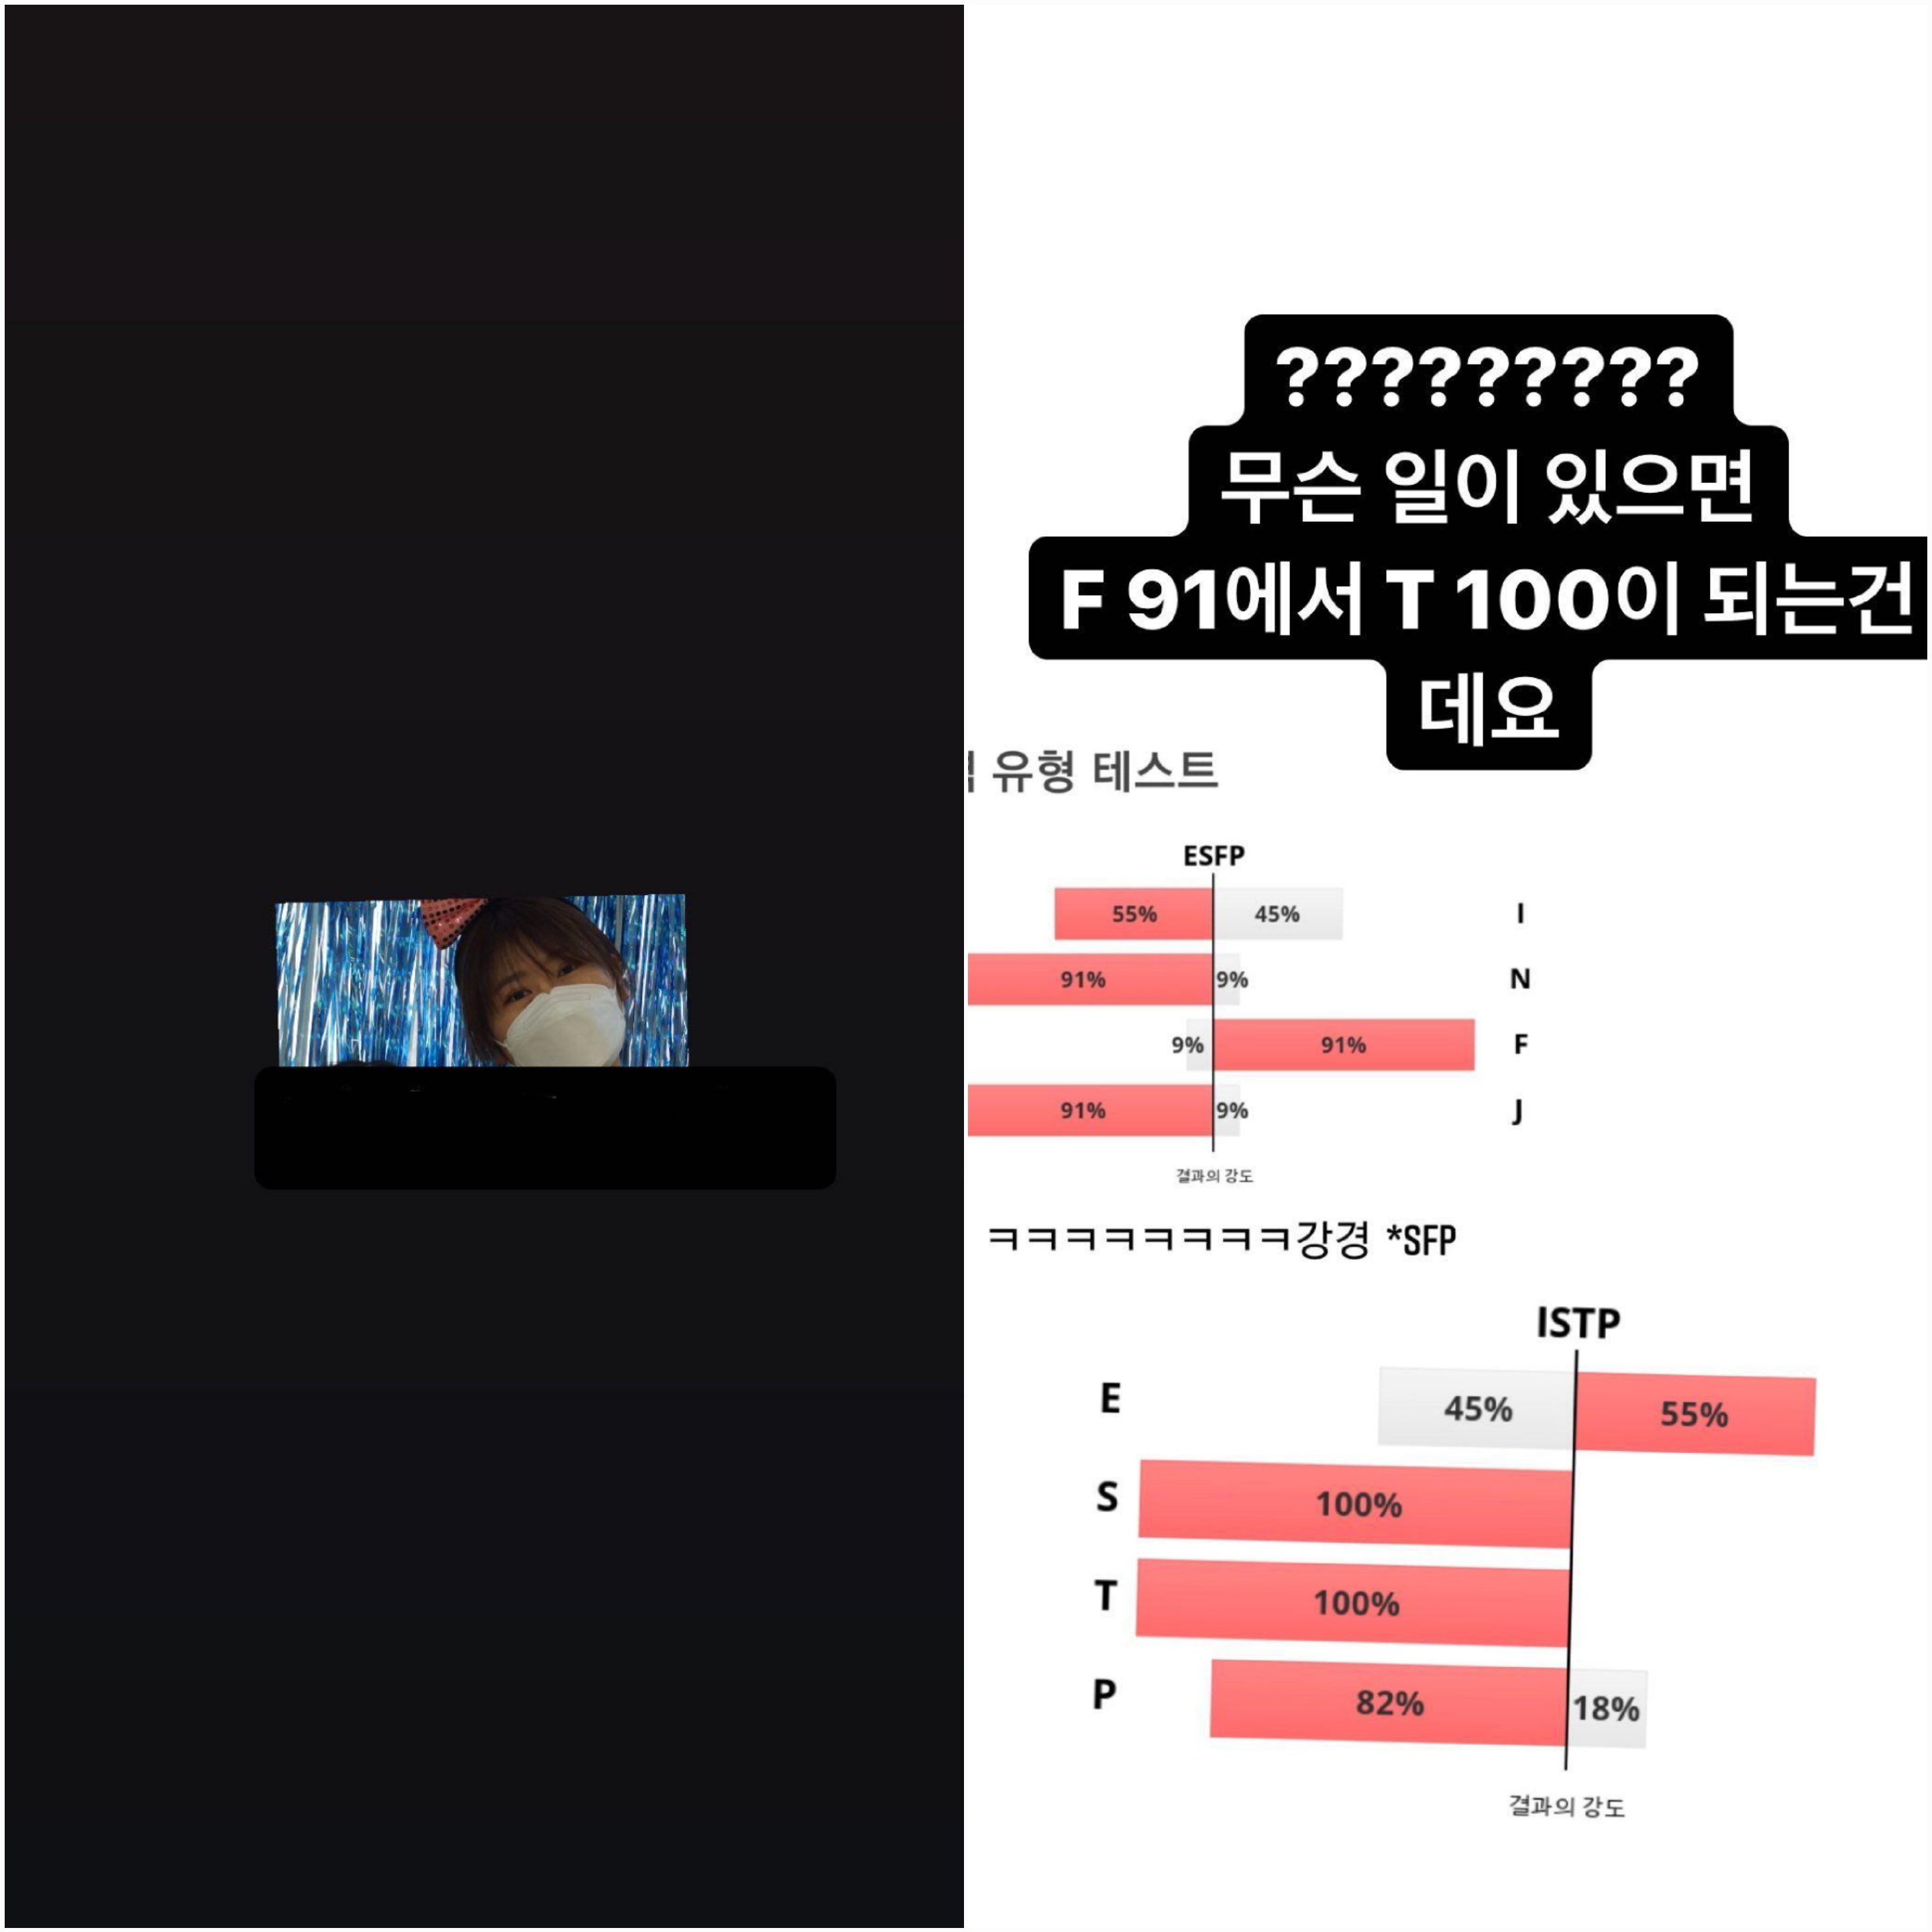 ?????????
무슨 일이 있으면
F 91에서 T 100이 되는건
데요
유형 테스트
ESFP
55% 45% I
91% 9% N
9% 91% F
91% 9% J
결과의 강도
ㅋㅋㅋㅋㅋㅋㅋㅋ강경 *SFP
ISTP
E 45% 55%
S 100%
T 100%
P 82% 18%
결과의 강도